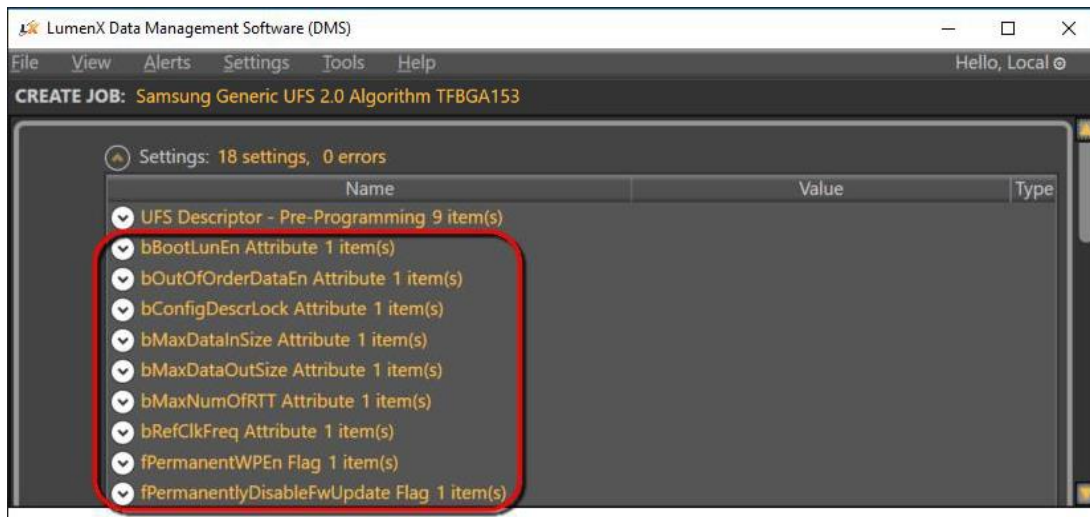 LumenX Data Management Software (DMS)
File View Alerts Settings Tools Help Hello, Local
CREATE JOB: Samsung Generic UFS 2.0 Algorithm TFBGA153
Settings: 18 settings, 0 errors
Name Value Type
UFS Descriptor - Pre-Programming 9 item(s)
bBootLunEn Attribute 1 item(s)
bOutOfOrderDataEn Attribute 1 item(s)
bConfigDescrLock Attribute 1 item(s)
bMaxDataInSize Attribute 1 item(s)
bMaxDataOutSize Attribute 1 item(s)
bMaxNumOfRTT Attribute 1 item(s)
bRefClkFreq Attribute 1 item(s)
fPermanentWPEn Flag 1 item(s)
fPermanentlyDisableFwUpdate Flag 1 item(s)